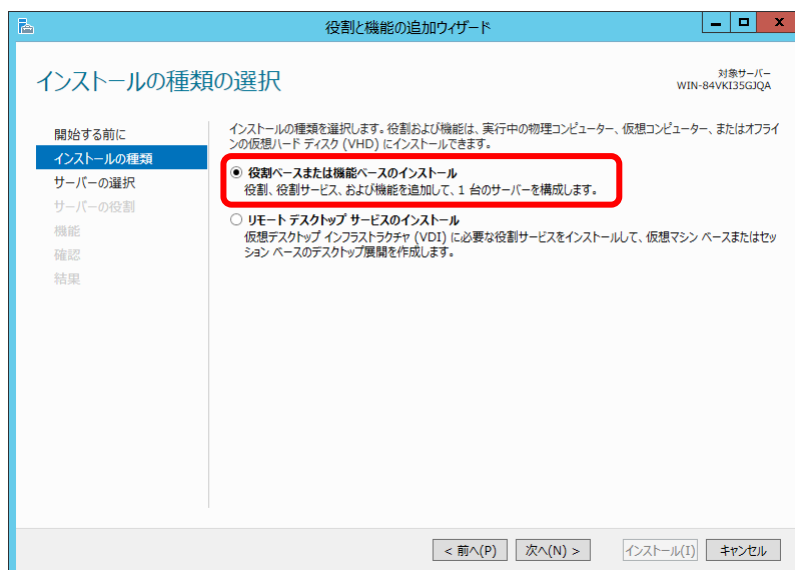 役割と機能の追加ウィザード
インストールの種類の選択
対象サーバー
WIN-84VKI35GJQA
開始する前に
インストールの種類
サーバーの選択
サーバーの役割
機能
確認
結果
インストールの種類を選択します。役割および機能は、実行中の物理コンピューター、仮想コンピューター、またはオフライ
ンの仮想ハード ディスク (VHD) にインストールできます。
役割ベースまたは機能ベースのインストール
役割、役割サービス、および機能を追加して、1 台のサーバーを構成します。
リモート デスクトップ サービスのインストール
仮想デスクトップ インフラストラクチャ (VDI) に必要な役割サービスをインストールして、仮想マシン ベースまたはセッ
ション ベースのデスクトップ展開を作成します。
< 前へ(P)
次へ(N) >
インストール(I)
キャンセル